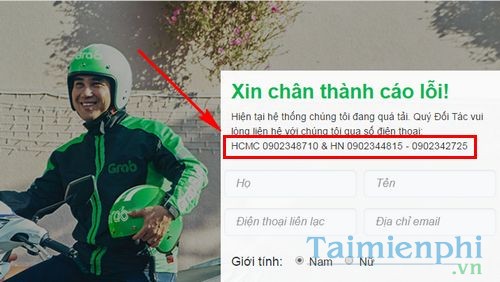 Grab
Grab
Grab
Xin chân thành cáo lỗi!
Hiện tại hệ thống chúng tôi đang quá tải. Quý Đối Tác vui
lòng liên hệ với chúng tôi qua số điện thoại:
HCMC 0902348710 & HN 0902344815 - 0902342725
Họ
Tên
Điện thoại liên lạc
Địa chỉ email
Giới tính:
Nam
Nữ
Taimienphi
.vn